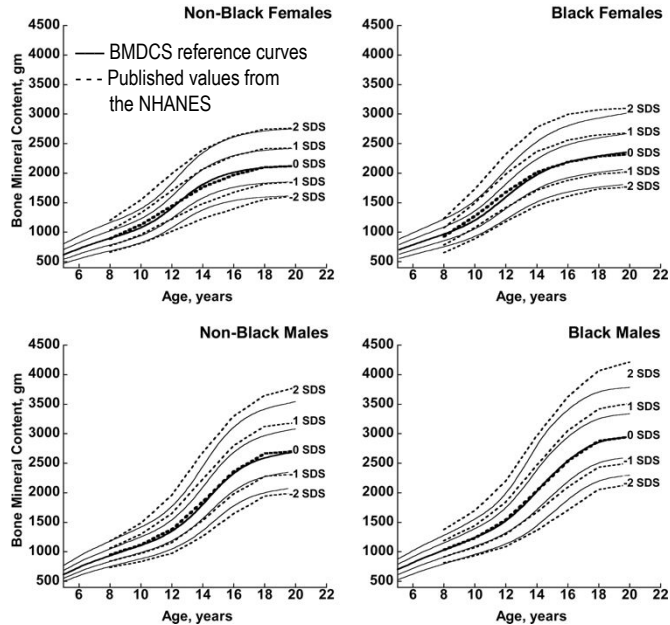 Non-Black Females
Bone Mineral Content, gm
4500
4000
3500
3000
2500
2000
1500
1000
500
BMDCS reference curves
Published values from
the NHANES
2 SDS
1 SDS
0 SDS
-1 SDS
-2 SDS
6 8 10 12 14 16 18 20 22
Age, years
Black Females
4500
4000
3500
3000
2500
2000
1500
1000
500
2 SDS
1 SDS
0 SDS
-1 SDS
-2 SDS
6 8 10 12 14 16 18 20 22
Age, years
Non-Black Males
Bone Mineral Content, gm
4500
4000
3500
3000
2500
2000
1500
1000
500
2 SDS
1 SDS
0 SDS
-1 SDS
-2 SDS
6 8 10 12 14 16 18 20 22
Age, years
Black Males
4500
4000
3500
3000
2500
2000
1500
1000
500
2 SDS
1 SDS
0 SDS
-1 SDS
-2 SDS
6 8 10 12 14 16 18 20 22
Age, years